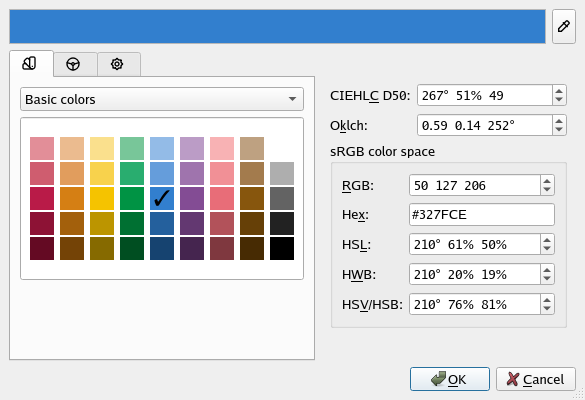 Basic colors
CIEHLC D50: 267° 51% 49
Oklch: 0.59 0.14 252°
sRGB color space
RGB: 50 127 206
Hex: #327FCE
HSL: 210° 61% 50%
HWB: 210° 20% 19%
HSV/HSB: 210° 76% 81%
OK
Cancel